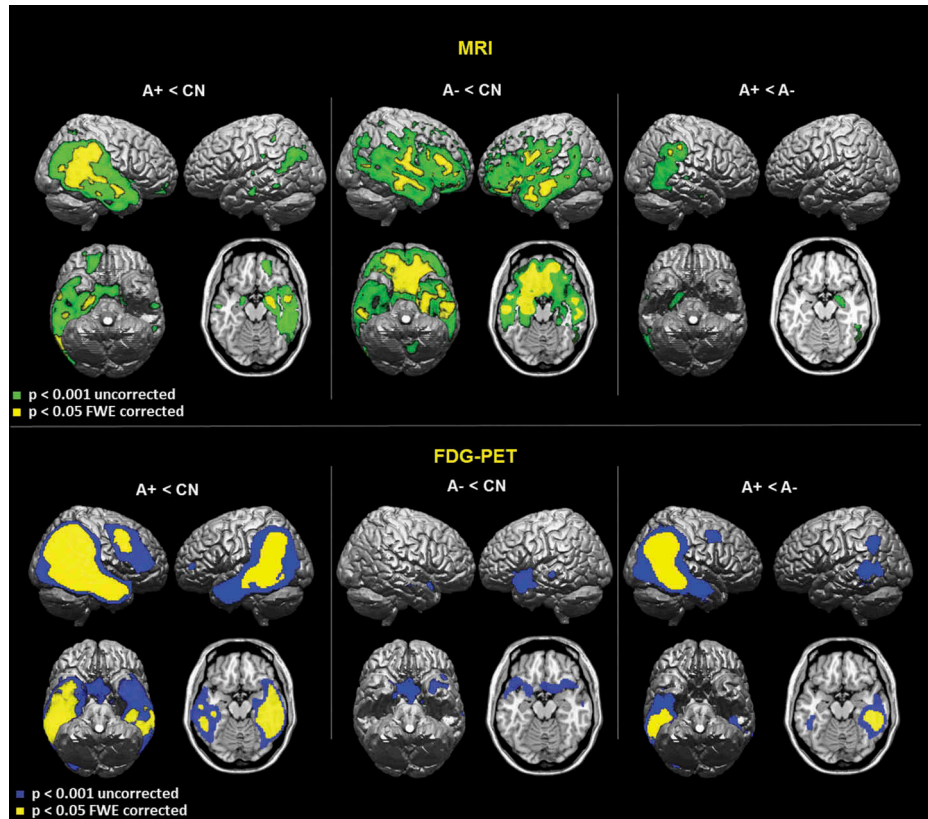 MRI
A+ < CN
A- < CN
A+ < A-
p < 0.001 uncorrected
p < 0.05 FWE corrected
FDG-PET
A+ < CN
A- < CN
A+ < A-
p < 0.001 uncorrected
p < 0.05 FWE corrected